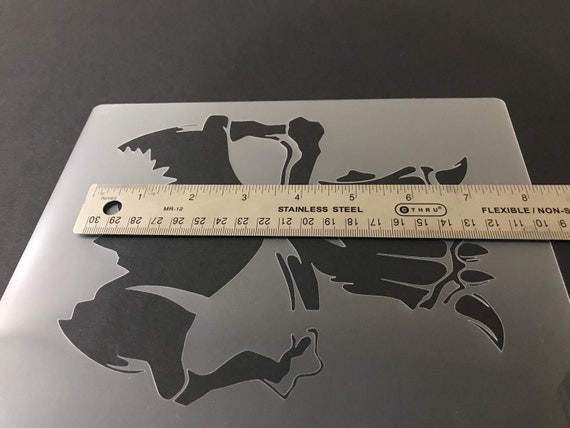 1 2 3 4 5 6 7 8
INCHES MR-12 STAINLESS STEEL C-THRU® FLEXIBLE / NON-S
30 29 28 27 26 25 24 23 22 21 20 19 18 17 16 15 14 13 12 11 10 9